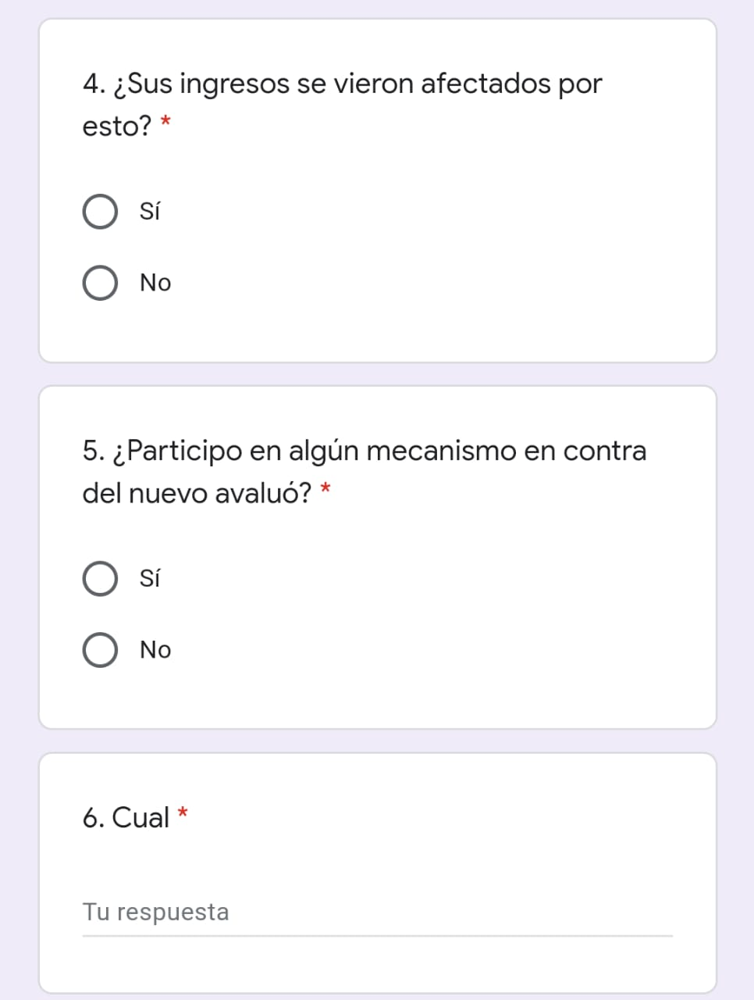 4. ¿Sus ingresos se vieron afectados por
esto? *
Sí
No
5. ¿Participo en algún mecanismo en contra
del nuevo avaluó? *
Sí
No
6. Cual *
Tu respuesta